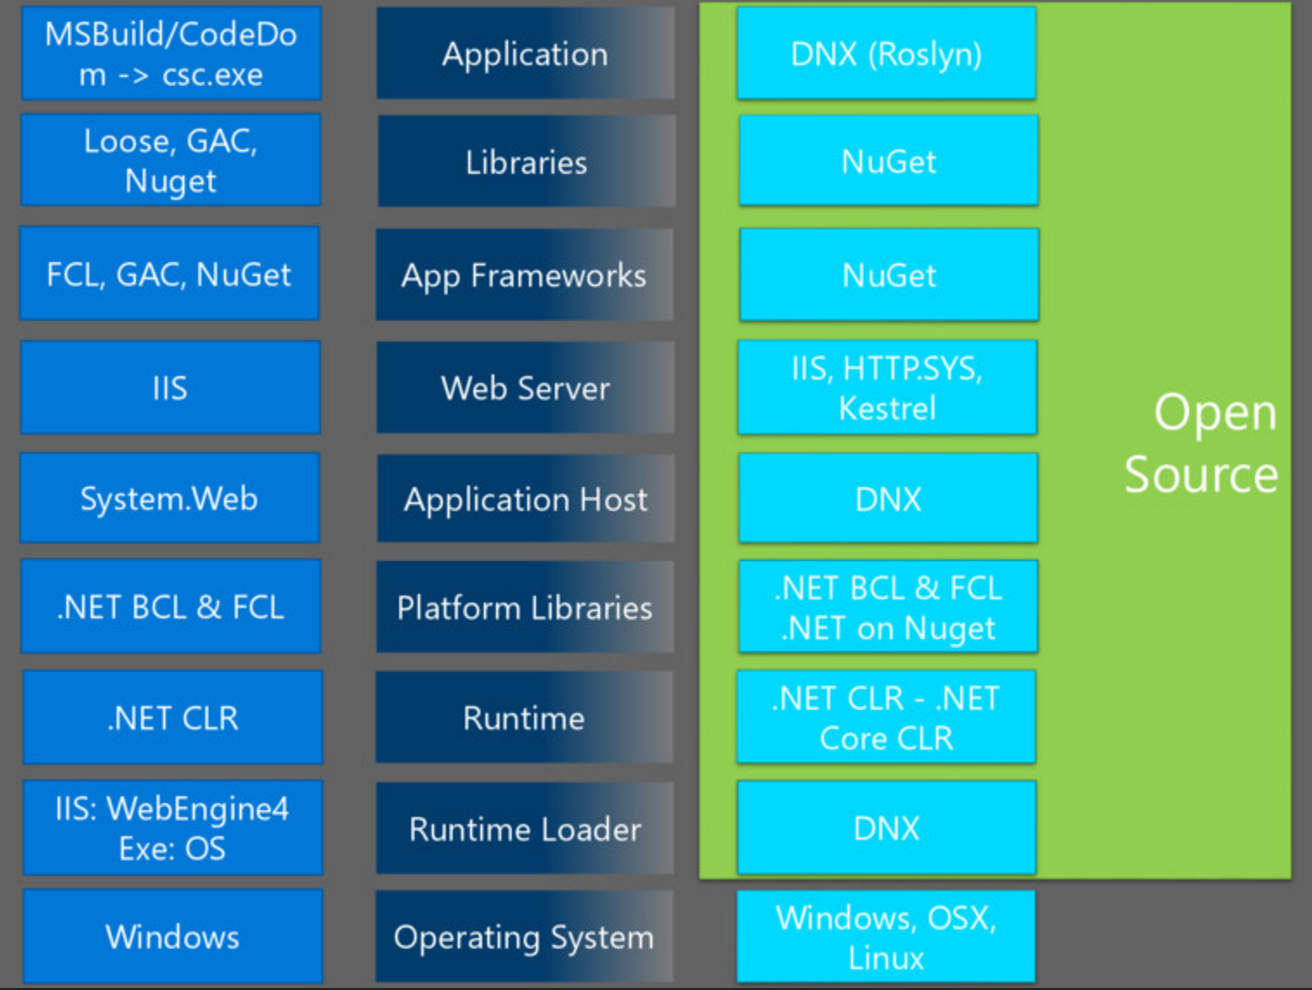 MSBuild/CodeDo
m -> csc.exe
Application
DNX (Roslyn)
Loose, GAC,
Nuget
Libraries
NuGet
FCL, GAC, NuGet
App Frameworks
NuGet
IIS
Web Server
IIS, HTTP.SYS,
Kestrel
Open
Source
System.Web
Application Host
DNX
.NET BCL & FCL
Platform Libraries
.NET BCL & FCL
.NET on Nuget
.NET CLR
Runtime
.NET CLR - .NET
Core CLR
IIS: WebEngine4
Exe: OS
Runtime Loader
DNX
Windows
Operating System
Windows, OSX,
Linux